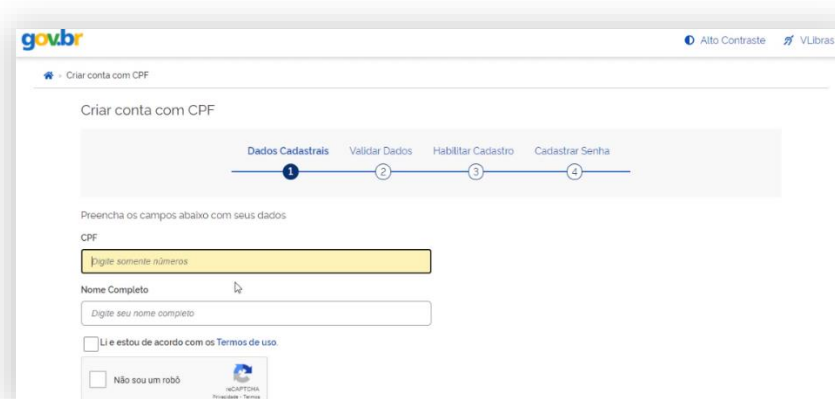 gov.br
Alto Contraste VLibras
Criar conta com CPF
Criar conta com CPF
Dados Cadastrais Validar Dados Habilitar Cadastro Cadastrar Senha
1 2 3 4
Preencha os campos abaixo com seus dados
CPF
Digite somente números
Nome Completo
Digite seu nome completo
Li e estou de acordo com os Termos de uso.
Não sou um robô
reCAPTCHA
Privacidade - Termos